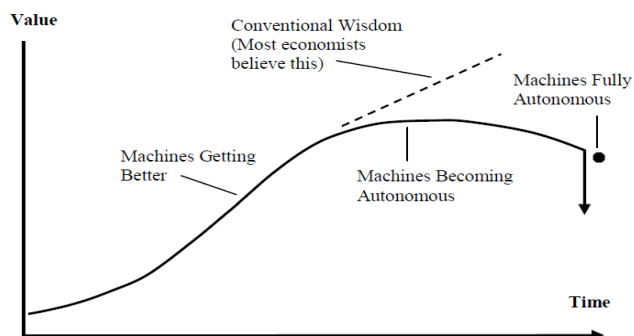 Value
Conventional Wisdom
(Most economists
believe this)
Machines Fully
Autonomous
Machines Getting
Better
Machines Becoming
Autonomous
Time